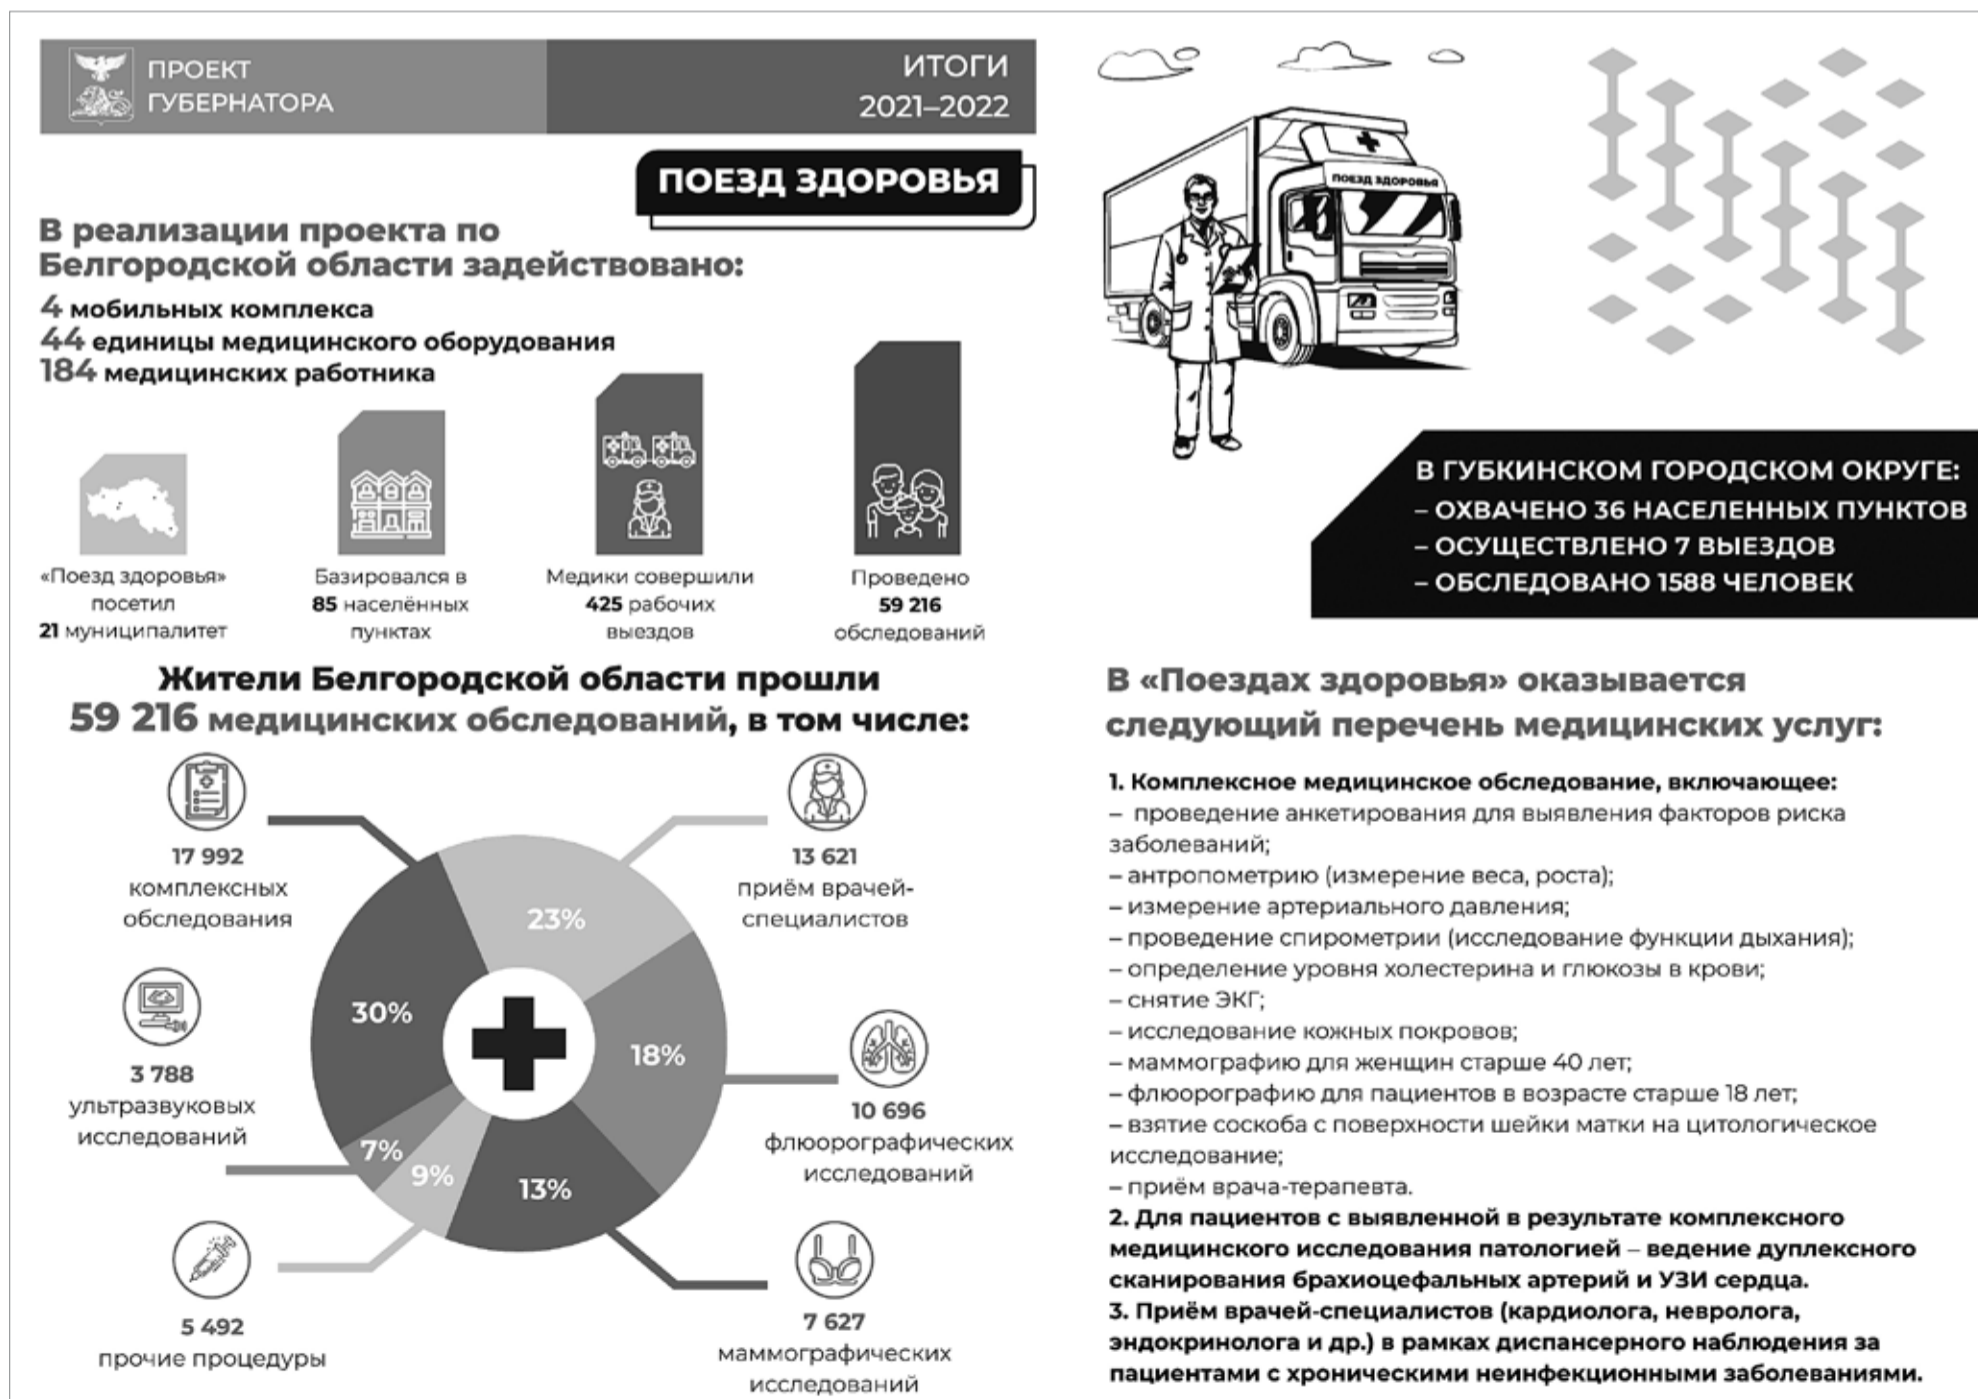 ПРОЕКТ
ГУБЕРНАТОРА
ИТОГИ
2021–2022
ПОЕЗД ЗДОРОВЬЯ
В реализации проекта по
Белгородской области задействовано:
4 мобильных комплекса
44 единицы медицинского оборудования
184 медицинских работника
«Поезд здоровья»
посетил
21 муниципалитет
Базировался в
85 населённых
пунктах
Медики совершили
425 рабочих
выездов
Проведено
59 216
обследований
Жители Белгородской области прошли
59 216 медицинских обследований, в том числе:
17 992
комплексных
обследования
3 788
ультразвуковых
исследований
5 492
прочие процедуры
13 621
приём врачей-
специалистов
10 696
флюорографических
исследований
7 627
маммографических
исследований
23%
30%
18%
7%
9%
13%
ПОЕЗД ЗДОРОВЬЯ
В ГУБКИНСКОМ ГОРОДСКОМ ОКРУГЕ:
– ОХВАЧЕНО 36 НАСЕЛЕННЫХ ПУНКТОВ
– ОСУЩЕСТВЛЕНО 7 ВЫЕЗДОВ
– ОБСЛЕДОВАНО 1588 ЧЕЛОВЕК
В «Поездах здоровья» оказывается
следующий перечень медицинских услуг:
1. Комплексное медицинское обследование, включающее:
– проведение анкетирования для выявления факторов риска
заболеваний;
– антропометрию (измерение веса, роста);
– измерение артериального давления;
– проведение спирометрии (исследование функции дыхания);
– определение уровня холестерина и глюкозы в крови;
– снятие ЭКГ;
– исследование кожных покровов;
– маммографию для женщин старше 40 лет;
– флюорографию для пациентов в возрасте старше 18 лет;
– взятие соскоба с поверхности шейки матки на цитологическое
исследование;
– приём врача-терапевта.
2. Для пациентов с выявленной в результате комплексного
медицинского исследования патологией – ведение дуплексного
сканирования брахиоцефальных артерий и УЗИ сердца.
3. Приём врачей-специалистов (кардиолога, невролога,
эндокринолога и др.) в рамках диспансерного наблюдения за
пациентами с хроническими неинфекционными заболеваниями.